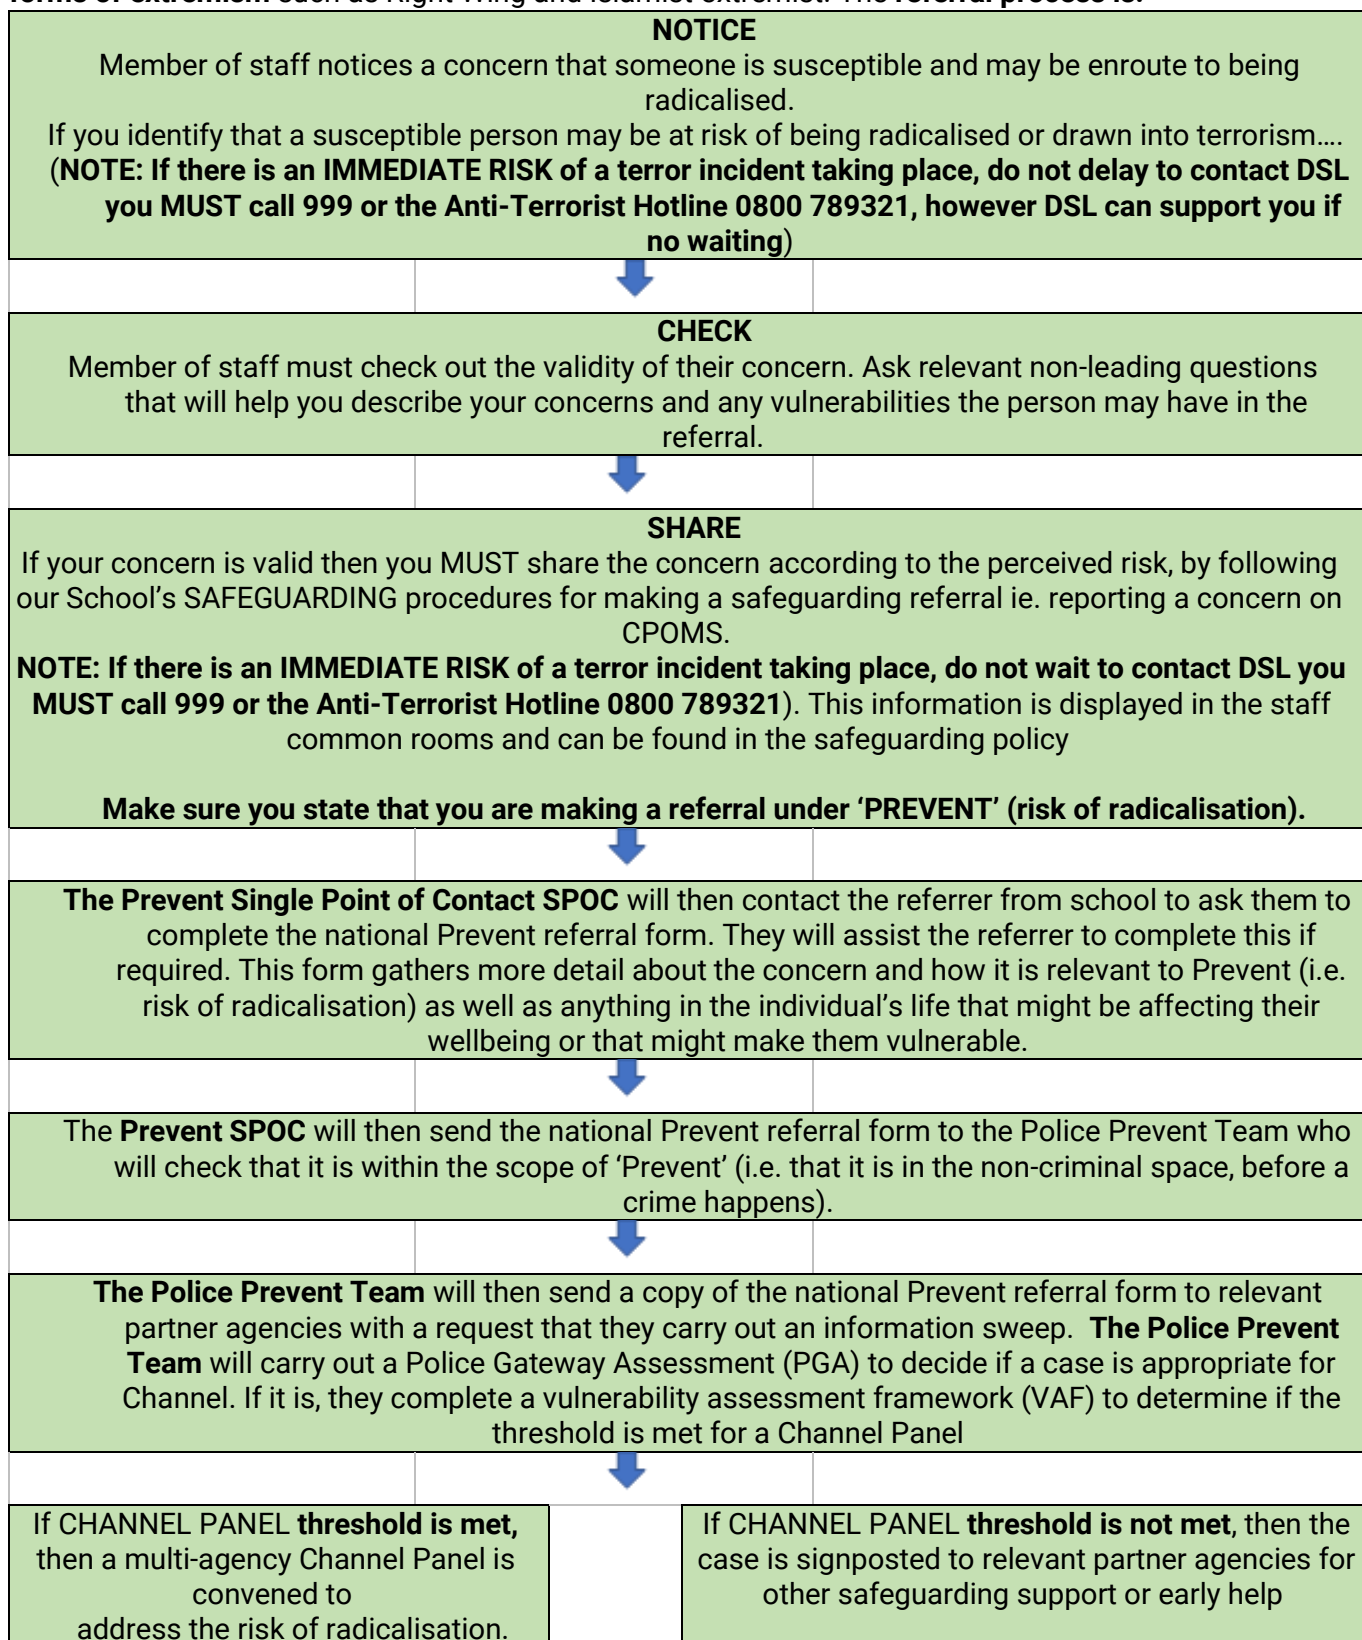 forms of extremism such as Right Wing and Islamist extremist. The referral process is:
NOTICE
Member of staff notices a concern that someone is susceptible and may be enroute to being
radicalised.
If you identify that a susceptible person may be at risk of being radicalised or drawn into terrorism….
(NOTE: If there is an IMMEDIATE RISK of a terror incident taking place, do not delay to contact DSL
you MUST call 999 or the Anti-Terrorist Hotline 0800 789321, however DSL can support you if
no waiting)
CHECK
Member of staff must check out the validity of their concern. Ask relevant non-leading questions
that will help you describe your concerns and any vulnerabilities the person may have in the
referral.
SHARE
If your concern is valid then you MUST share the concern according to the perceived risk, by following
our School’s SAFEGUARDING procedures for making a safeguarding referral ie. reporting a concern on
CPOMS.
NOTE: If there is an IMMEDIATE RISK of a terror incident taking place, do not wait to contact DSL you
MUST call 999 or the Anti-Terrorist Hotline 0800 789321). This information is displayed in the staff
common rooms and can be found in the safeguarding policy
Make sure you state that you are making a referral under ‘PREVENT’ (risk of radicalisation).
The Prevent Single Point of Contact SPOC will then contact the referrer from school to ask them to
complete the national Prevent referral form. They will assist the referrer to complete this if
required. This form gathers more detail about the concern and how it is relevant to Prevent (i.e.
risk of radicalisation) as well as anything in the individual’s life that might be affecting their
wellbeing or that might make them vulnerable.
The Prevent SPOC will then send the national Prevent referral form to the Police Prevent Team who
will check that it is within the scope of ‘Prevent’ (i.e. that it is in the non-criminal space, before a
crime happens).
The Police Prevent Team will then send a copy of the national Prevent referral form to relevant
partner agencies with a request that they carry out an information sweep. The Police Prevent
Team will carry out a Police Gateway Assessment (PGA) to decide if a case is appropriate for
Channel. If it is, they complete a vulnerability assessment framework (VAF) to determine if the
threshold is met for a Channel Panel
If CHANNEL PANEL threshold is met,
then a multi-agency Channel Panel is
convened to
address the risk of radicalisation.
If CHANNEL PANEL threshold is not met, then the
case is signposted to relevant partner agencies for
other safeguarding support or early help